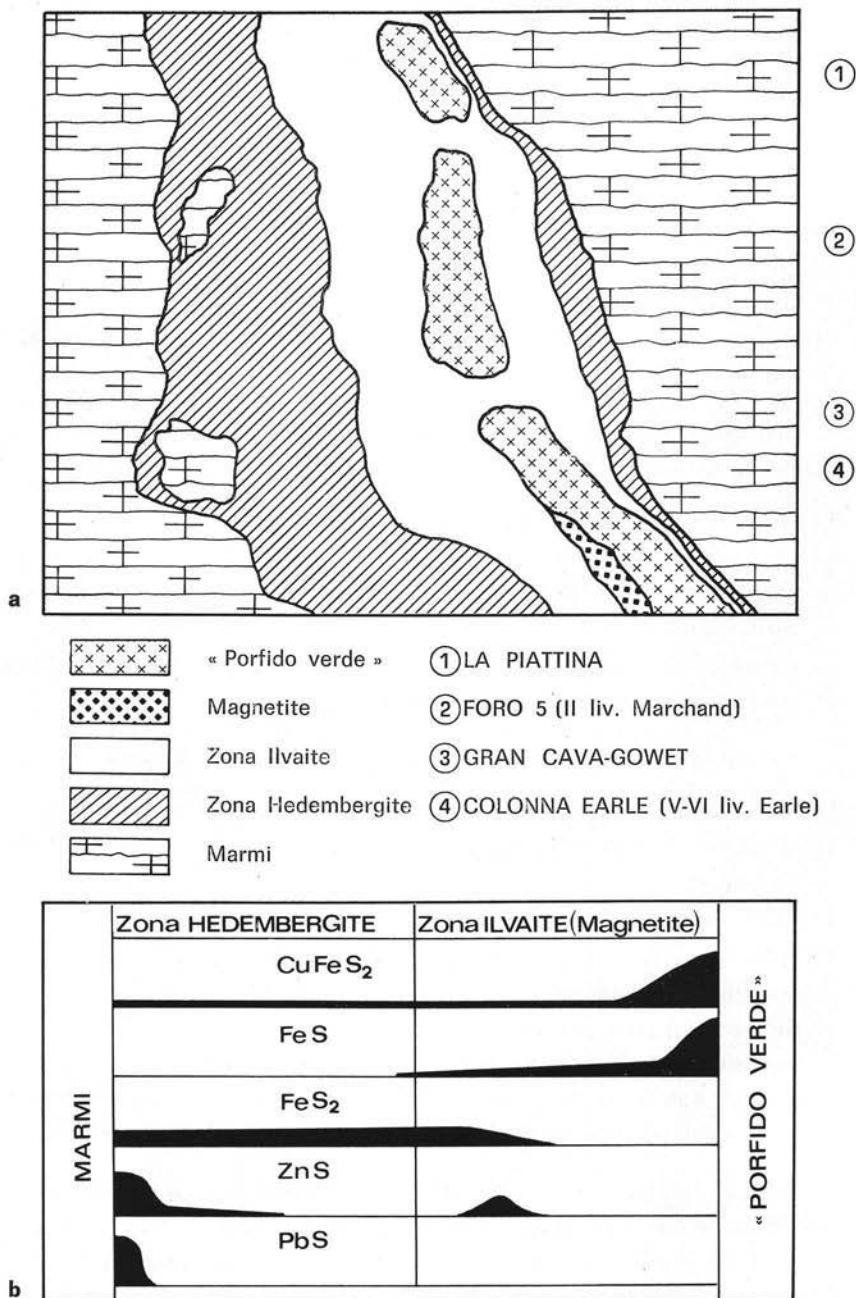 ①
②
③
④
a
« Porfido verde » ① LA PIATTINA
Magnetite ② FORO 5 (II liv. Marchand)
Zona Ilvaite ③ GRAN CAVA-GOWET
Zona Hedembergite ④ COLONNA EARLE (V-VI liv. Earle)
Marmi
Zona HEDEMBERGITE Zona ILVAITE (Magnetite)
CuFeS₂
FeS
FeS₂
ZnS
PbS
MARMI
«PORFIDO VERDE»
b